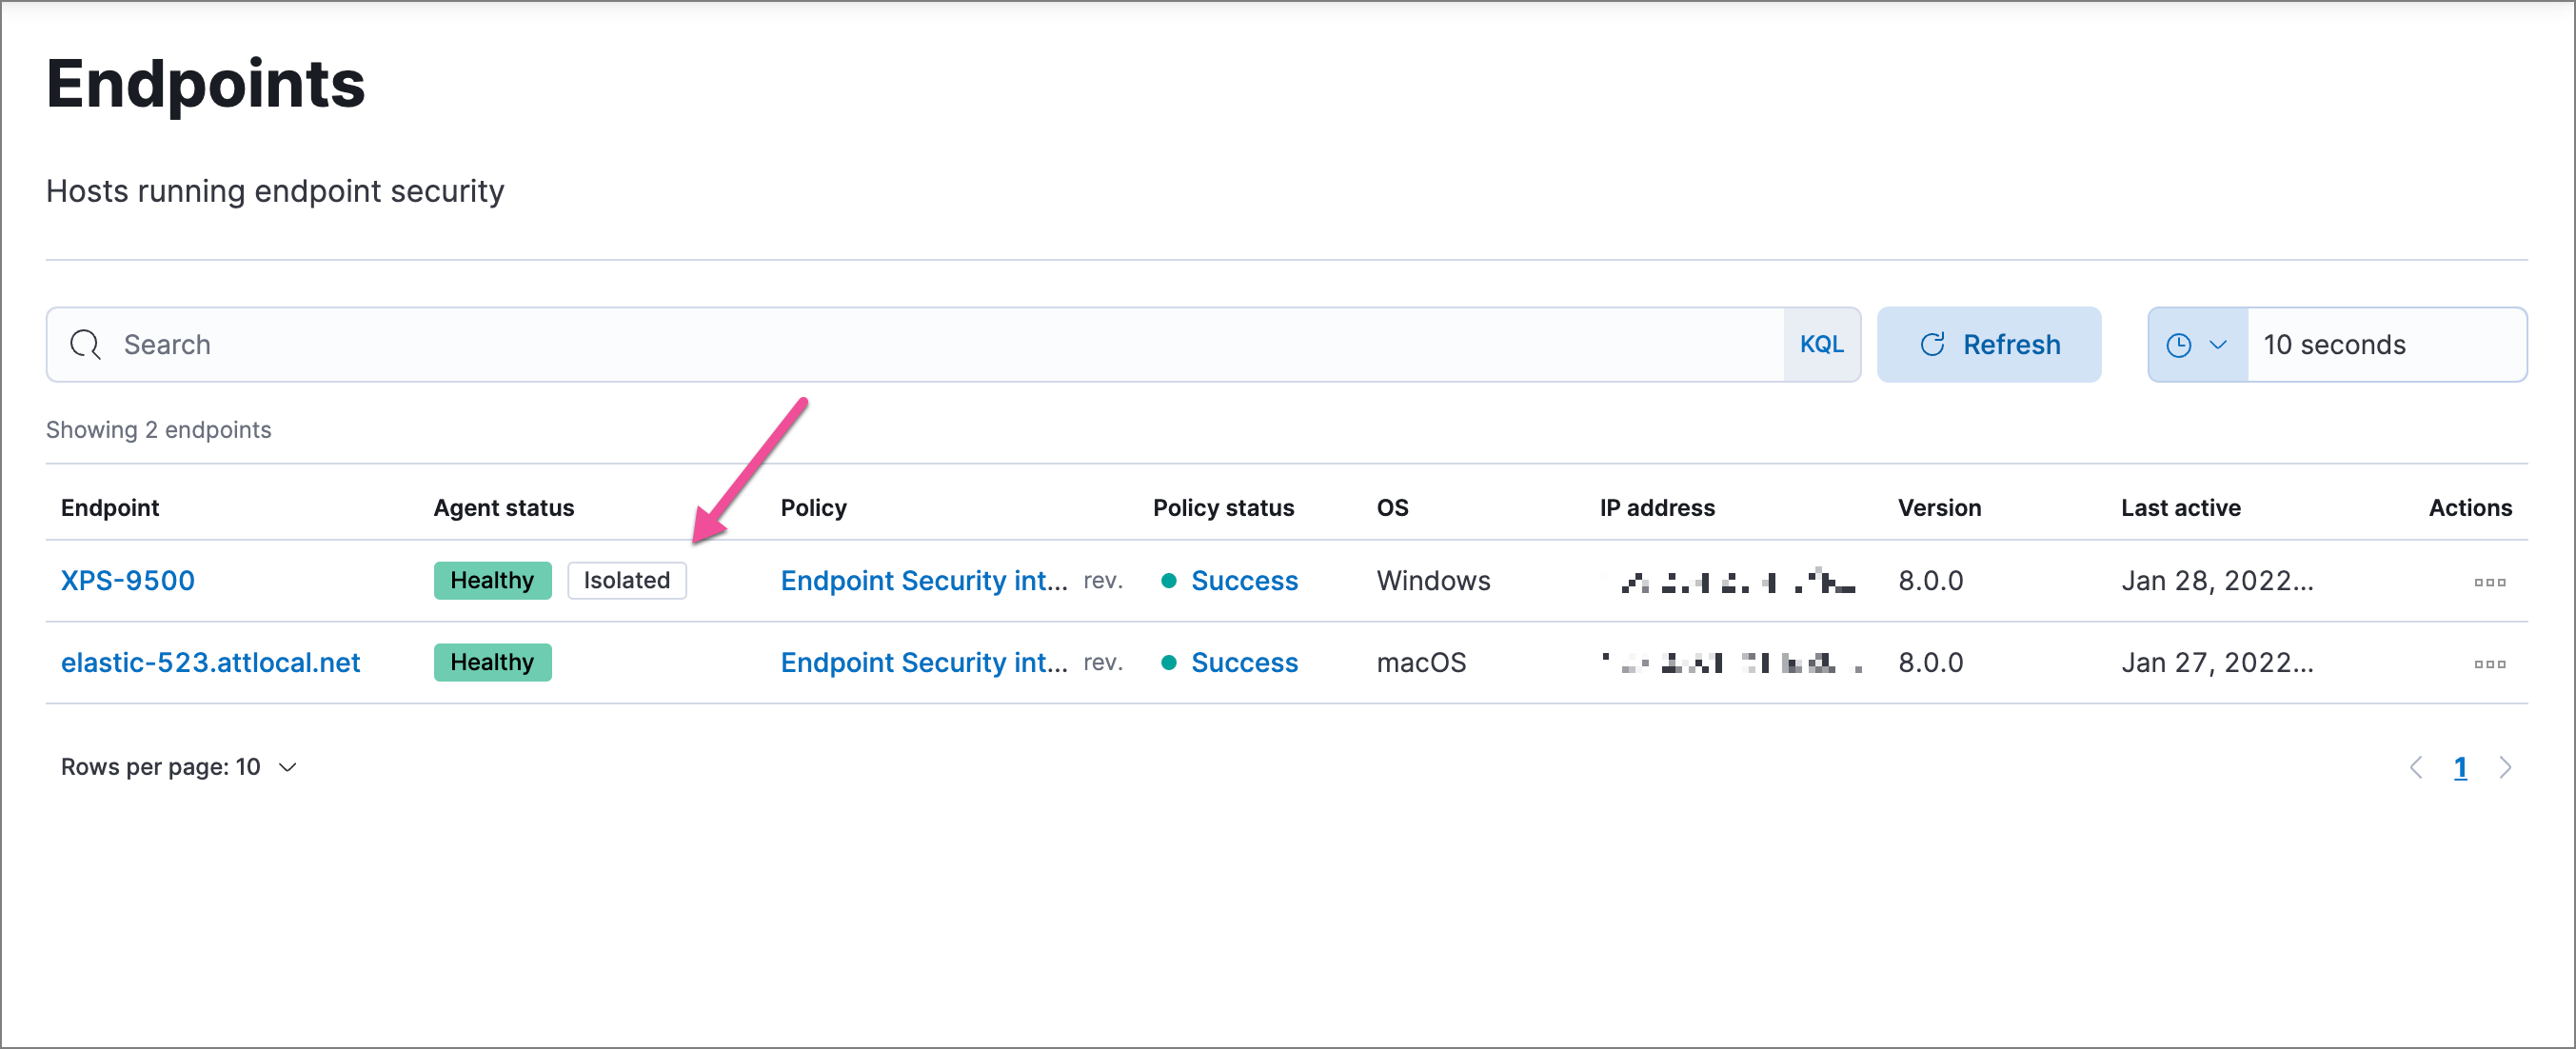 Endpoints
Hosts running endpoint security
Search KQL Refresh 10 seconds
Showing 2 endpoints
Endpoint Agent status Policy Policy status OS IP address Version Last active Actions
XPS-9500 Healthy Isolated Endpoint Security int... rev. Success Windows 8.0.0 Jan 28, 2022...
elastic-523.attlocal.net Healthy Endpoint Security int... rev. Success macOS 8.0.0 Jan 27, 2022...
Rows per page: 10 1